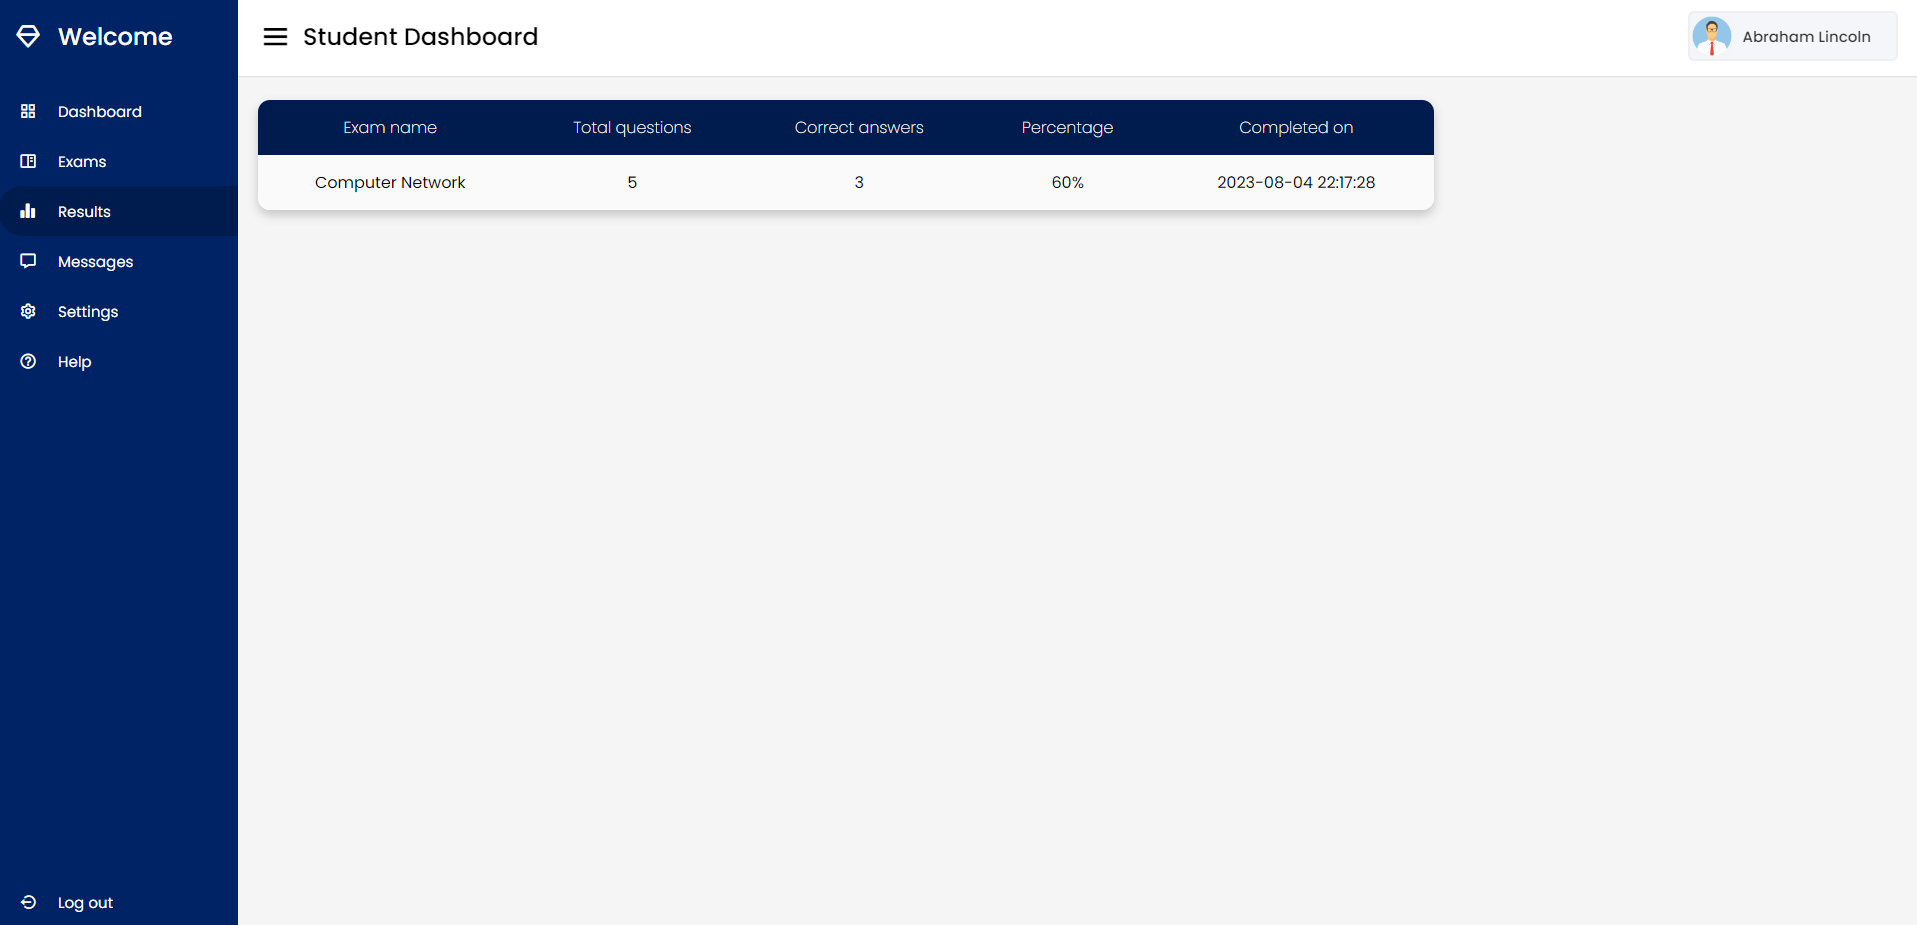 Welcome
Dashboard
Exams
Results
Messages
Settings
Help
Log out
Student Dashboard
Abraham Lincoln
Exam name Total questions Correct answers Percentage Completed on
Computer Network 5 3 60% 2023-08-04 22:17:28